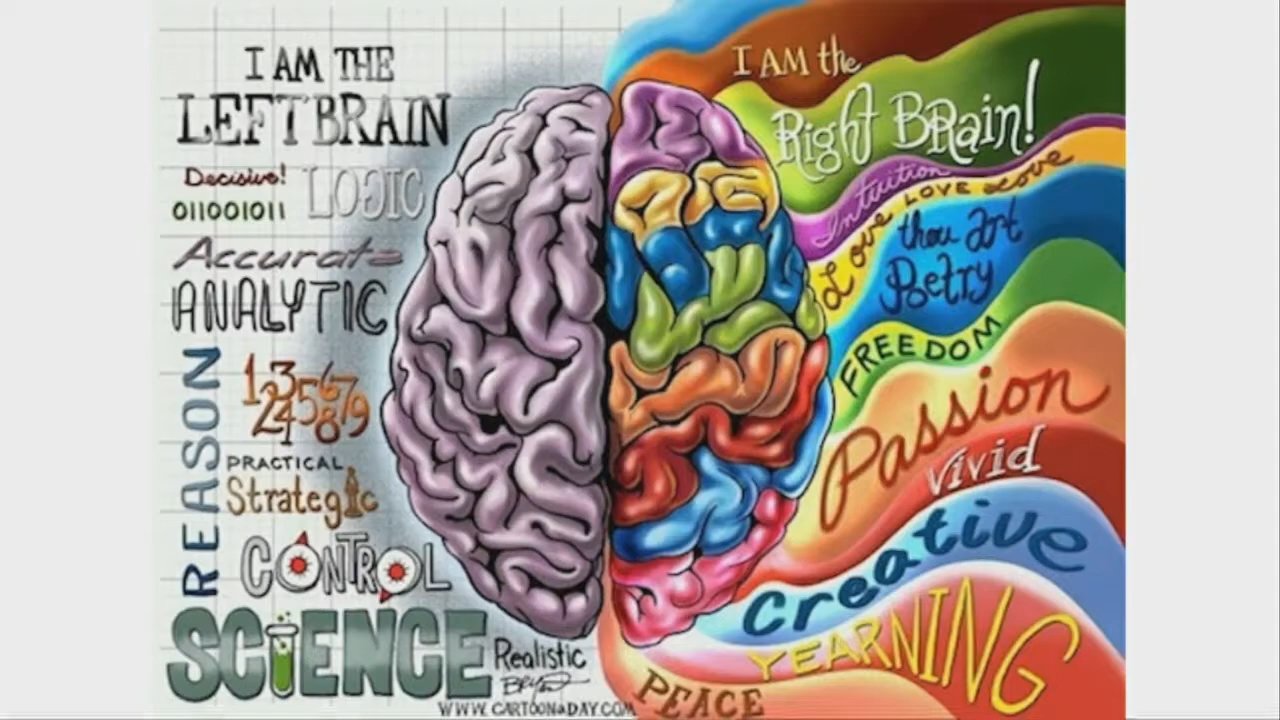 I AM THE
LEFT BRAIN
Decisive! LOGIC
011001011
Accurate
ANALYTIC
REASON
123456789
PRACTICAL
Strategic
CONTROL
SCIENCE
Realistic
WWW.CARTOONADAY.COM
I AM the
Right BRain!
Intuition
Love LOVE Love
thou Art
Poetry
FREEDOM
Passion
Vivid
Creative
YEARNING
PEACE